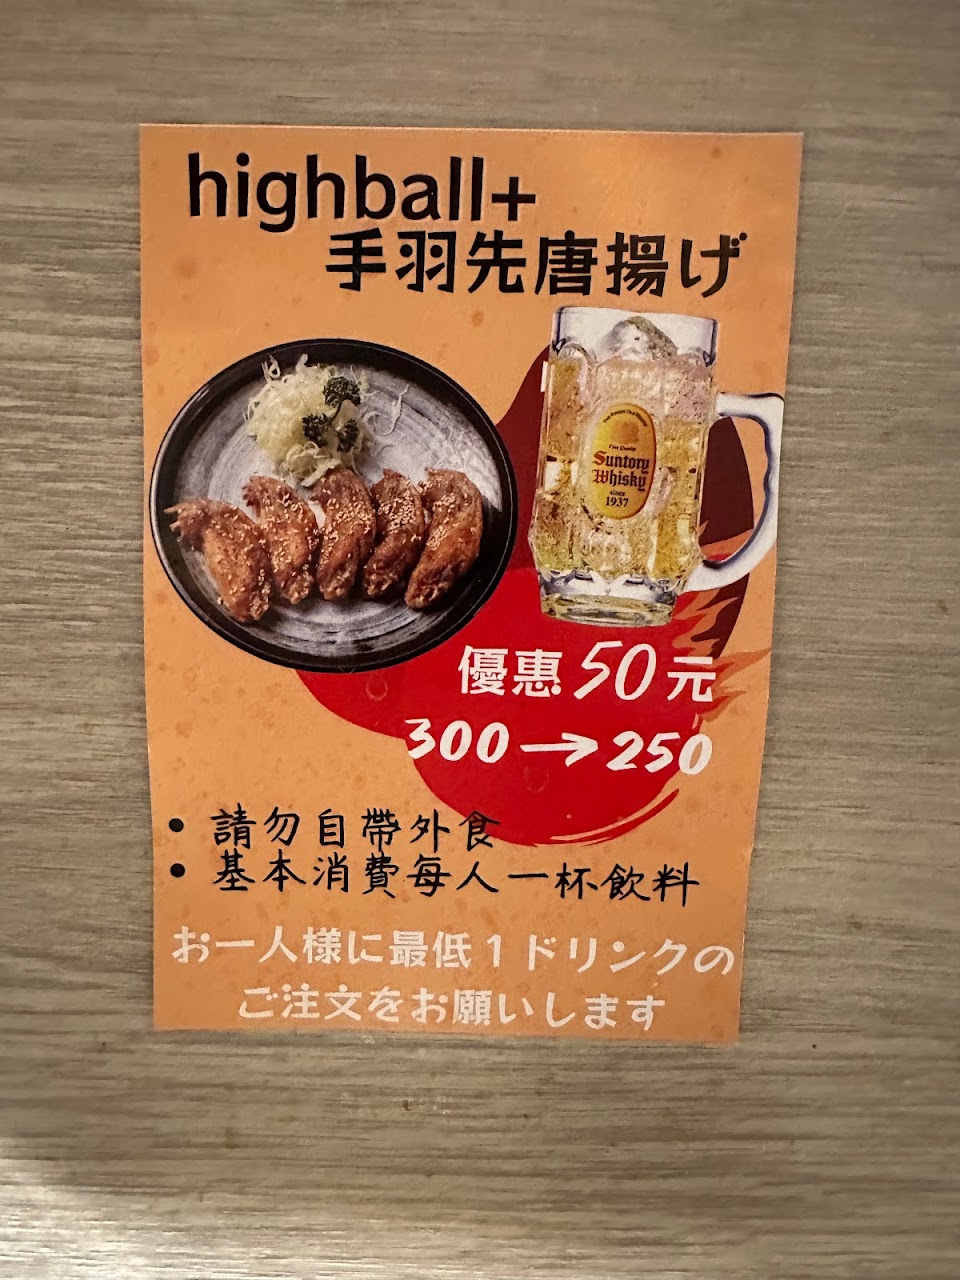 highball+
手羽先唐揚げ
Suntory
Whisky
since
1937
優惠50元
300→250
• 請勿自帶外食
• 基本消費每人一杯飲料
お一人様に最低1ドリンクの
ご注文をお願いします